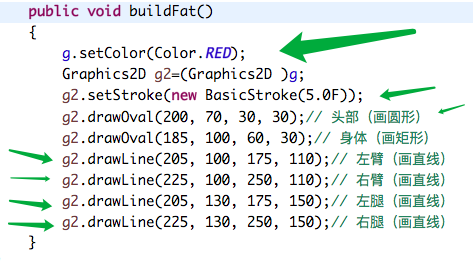 public void buildFat()
{
g.setColor(Color.RED);
Graphics2D g2=(Graphics2D )g;
g2.setStroke(new BasicStroke(5.0F));
g2.drawOval(200, 70, 30, 30);// 头部（画圆形）
g2.drawOval(185, 100, 60, 30);// 身体（画矩形）
g2.drawLine(205, 100, 175, 110);// 左臂（画直线）
g2.drawLine(225, 100, 250, 110);// 右臂（画直线）
g2.drawLine(205, 130, 175, 150);// 左腿（画直线）
g2.drawLine(225, 130, 250, 150);// 右腿（画直线）
}